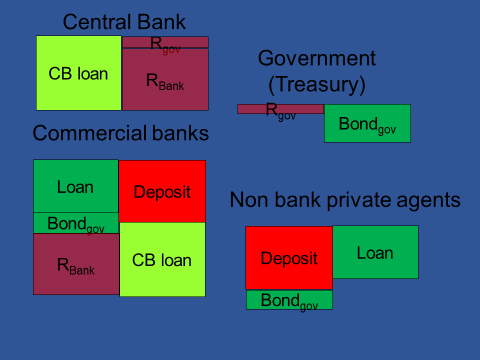 Central Bank
Rgov
CB loan
RBank
Government
(Treasury)
Rgov
Bondgov
Commercial banks
Loan
Deposit
Bondgov
RBank
CB loan
Non bank private agents
Deposit
Loan
Bondgov